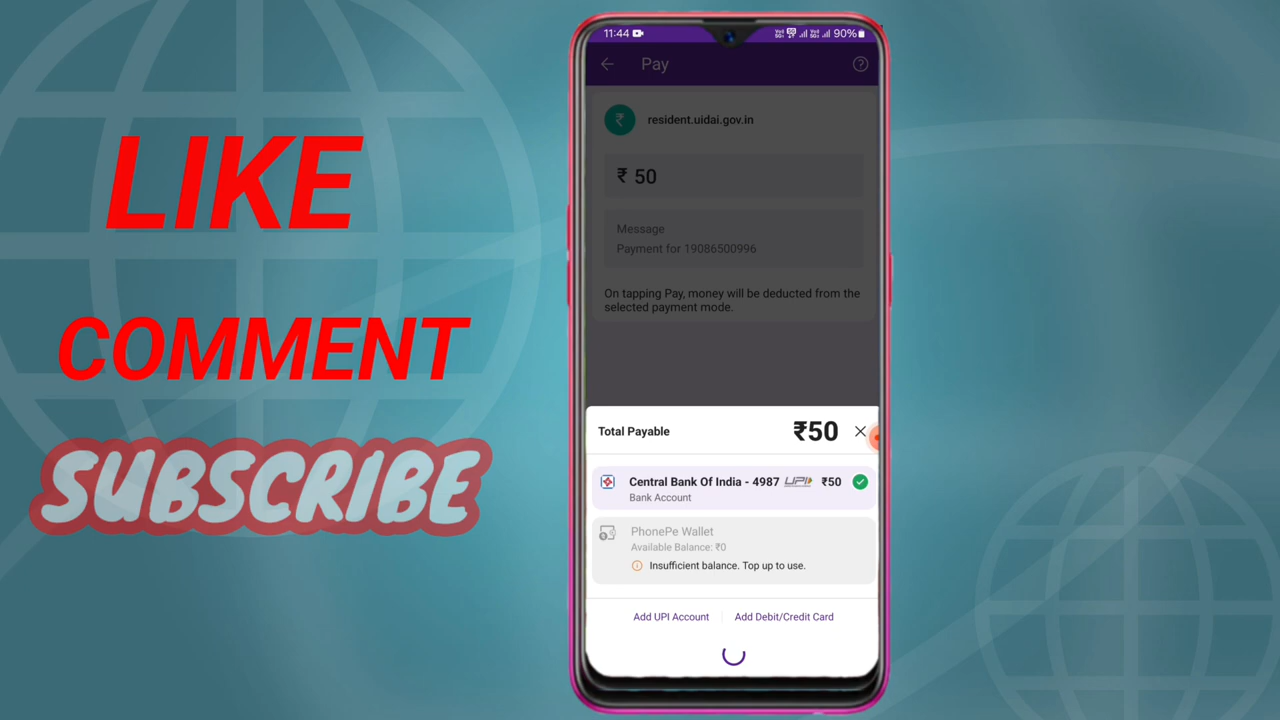 LIKE
COMMENT
SUBSCRIBE
11:44
90%
Pay
₹ resident.uidai.gov.in
₹ 50
Message
Payment for 19086500996
On tapping Pay, money will be deducted from the
selected payment mode.
Total Payable ₹50
Central Bank Of India - 4987 UPI ₹50
Bank Account
PhonePe Wallet
Available Balance: ₹0
Insufficient balance. Top up to use.
Add UPI Account Add Debit/Credit Card